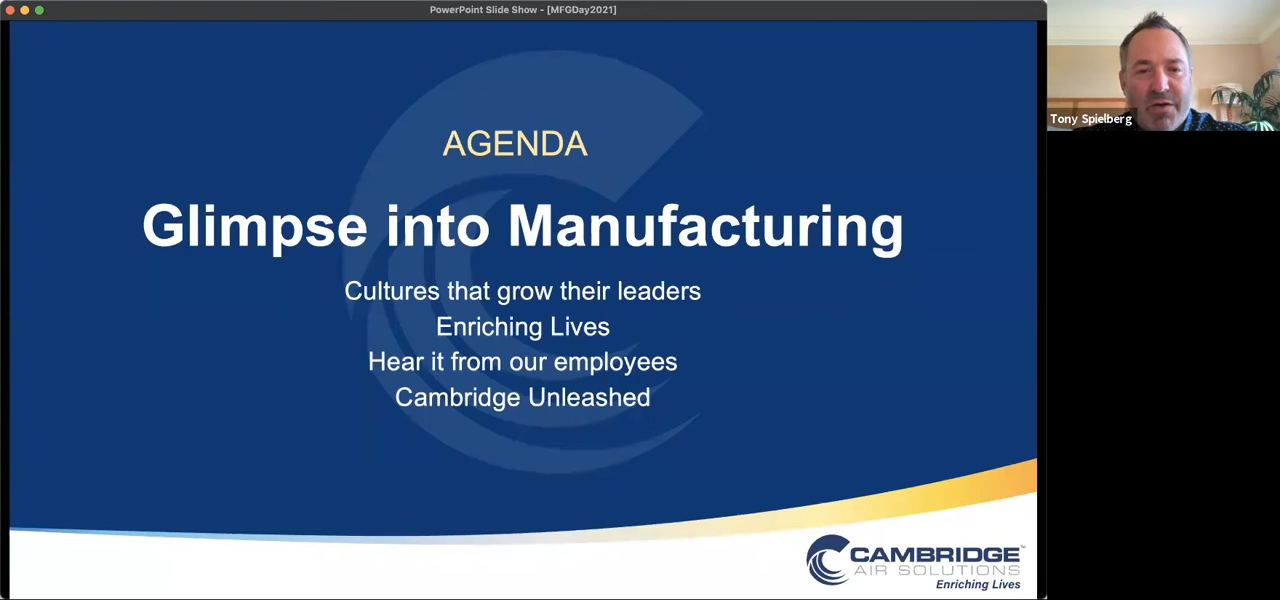 PowerPoint Slide Show - [MFGDay2021]
AGENDA
Glimpse into Manufacturing
Cultures that grow their leaders
Enriching Lives
Hear it from our employees
Cambridge Unleashed
CAMBRIDGE™
AIR SOLUTIONS
Enriching Lives
Tony Spielberg